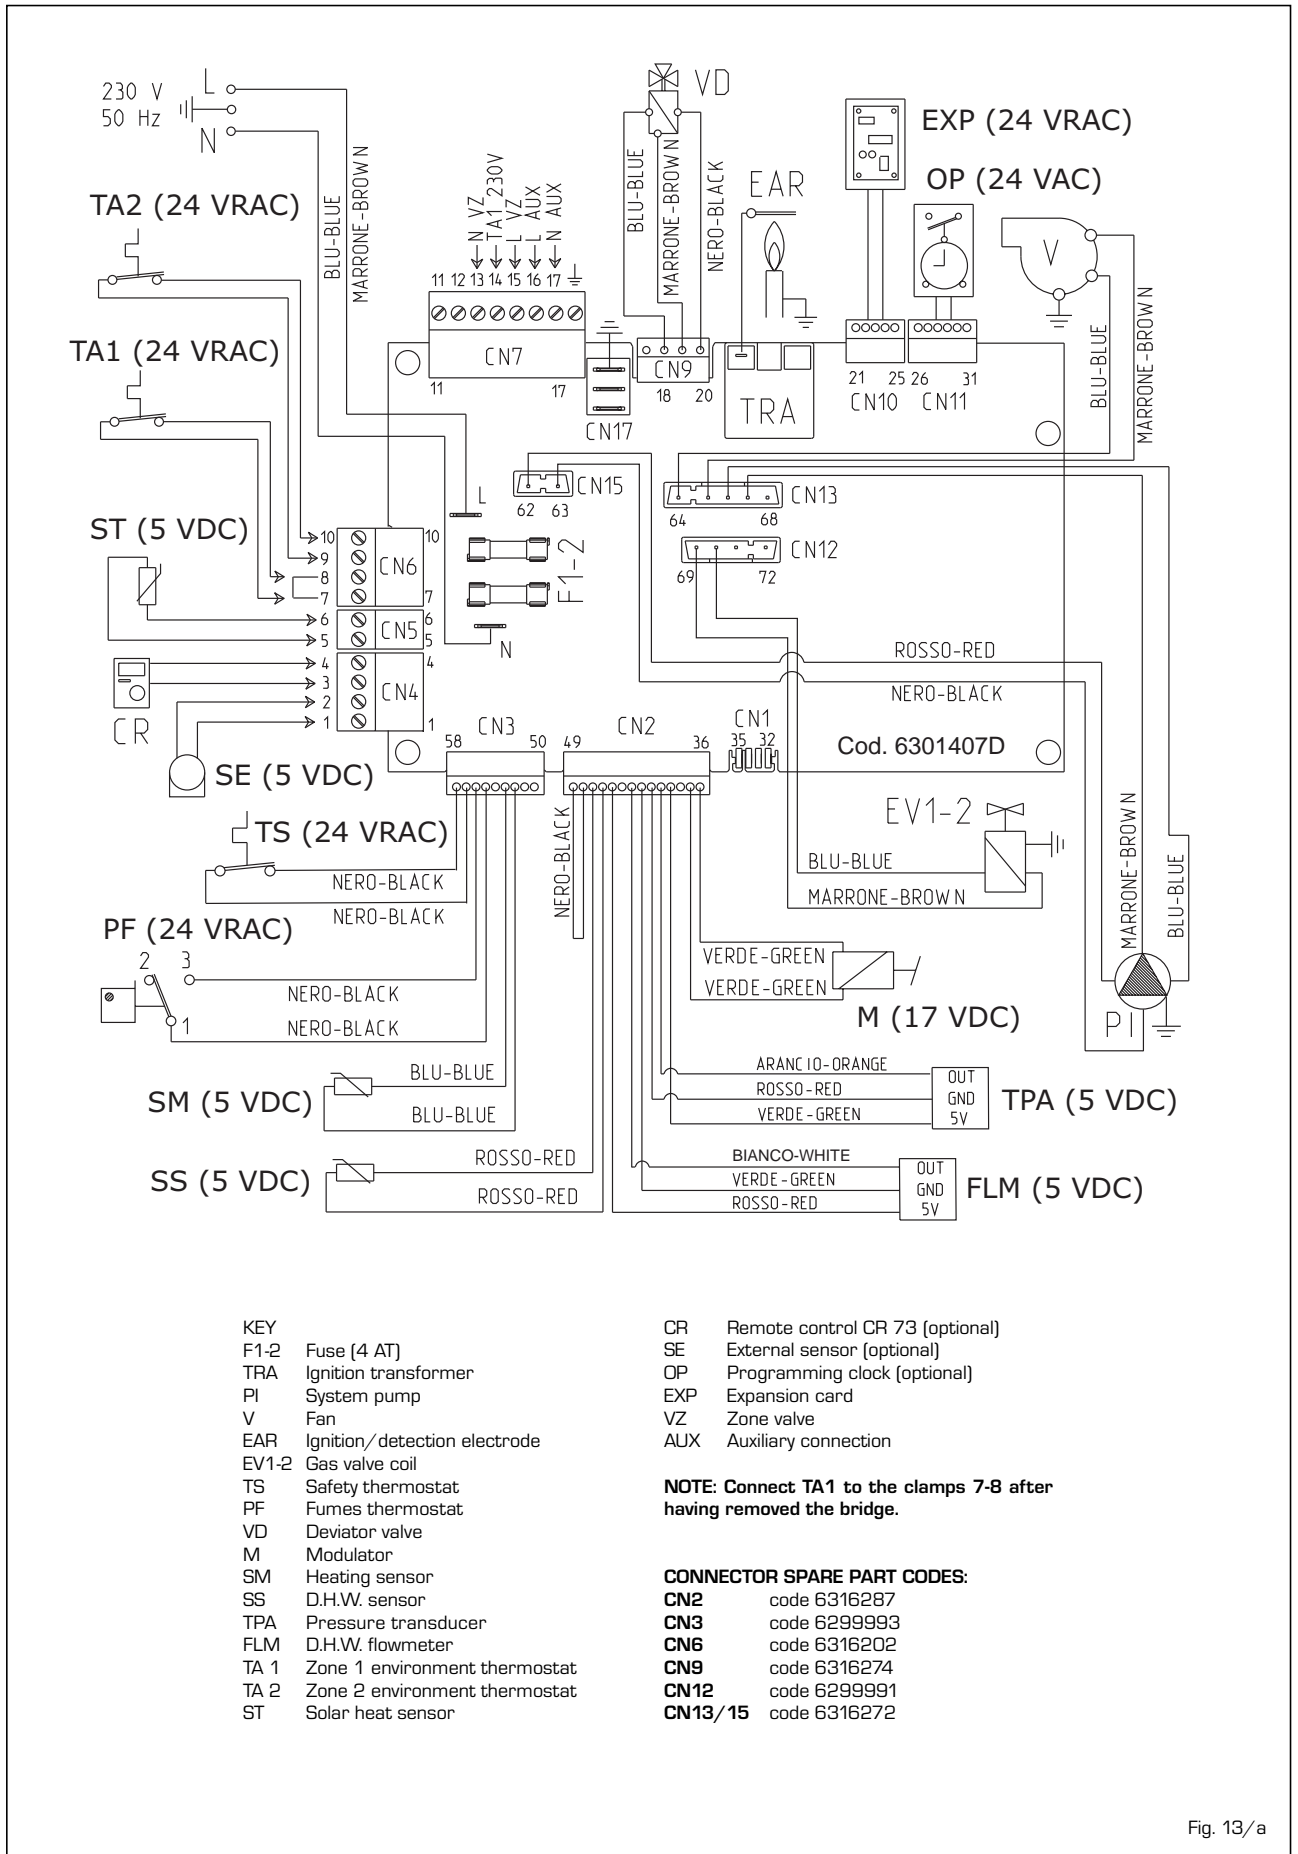 230 V
50 Hz
L
N
TA2 (24 VRAC)
TA1 (24 VRAC)
ST (5 VDC)
CR
SE (5 VDC)
TS (24 VRAC)
PF (24 VRAC)
SM (5 VDC)
SS (5 VDC)
BLU-BLUE
MARRONE-BROWN
N VZ
TA1 230V
L VZ
L AUX
N AUX
11 12 13 14 15 16 17
CN7
11 17
CN17
VD
BLU-BLUE
MARRONE-BROWN
NERO-BLACK
CN9
18 20
EAR
TRA
EXP (24 VRAC)
OP (24 VAC)
V
21 25 26 31
CN10 CN11
BLU-BLUE
MARRONE-BROWN
CN15
62 63
CN13
64 68
CN12
69 72
L
F1-2
N
10 10
9
8
7 7
CN6
6 6
5 5
CN5
4 4
3
2
1 1
CN4
ROSSO-RED
NERO-BLACK
CN3
58 50
CN2
49 36
CN1
35 32
Cod. 6301407D
EV1-2
BLU-BLUE
MARRONE-BROWN
MARRONE-BROWN
BLU-BLUE
NERO-BLACK
NERO-BLACK
NERO-BLACK
2 3
1
NERO-BLACK
NERO-BLACK
VERDE-GREEN
VERDE-GREEN
M (17 VDC)
PI
BLU-BLUE
BLU-BLUE
ARANCIO-ORANGE
ROSSO-RED
VERDE-GREEN
OUT
GND
5V
TPA (5 VDC)
ROSSO-RED
ROSSO-RED
BIANCO-WHITE
VERDE-GREEN
ROSSO-RED
OUT
GND
5V
FLM (5 VDC)
KEY
F1-2 Fuse (4 AT)
TRA Ignition transformer
PI System pump
V Fan
EAR Ignition/detection electrode
EV1-2 Gas valve coil
TS Safety thermostat
PF Fumes thermostat
VD Deviator valve
M Modulator
SM Heating sensor
SS D.H.W. sensor
TPA Pressure transducer
FLM D.H.W. flowmeter
TA 1 Zone 1 environment thermostat
TA 2 Zone 2 environment thermostat
ST Solar heat sensor
CR Remote control CR 73 (optional)
SE External sensor (optional)
OP Programming clock (optional)
EXP Expansion card
VZ Zone valve
AUX Auxiliary connection
NOTE: Connect TA1 to the clamps 7-8 after
having removed the bridge.
CONNECTOR SPARE PART CODES:
CN2 code 6316287
CN3 code 6299993
CN6 code 6316202
CN9 code 6316274
CN12 code 6299991
CN13/15 code 6316272
Fig. 13/a